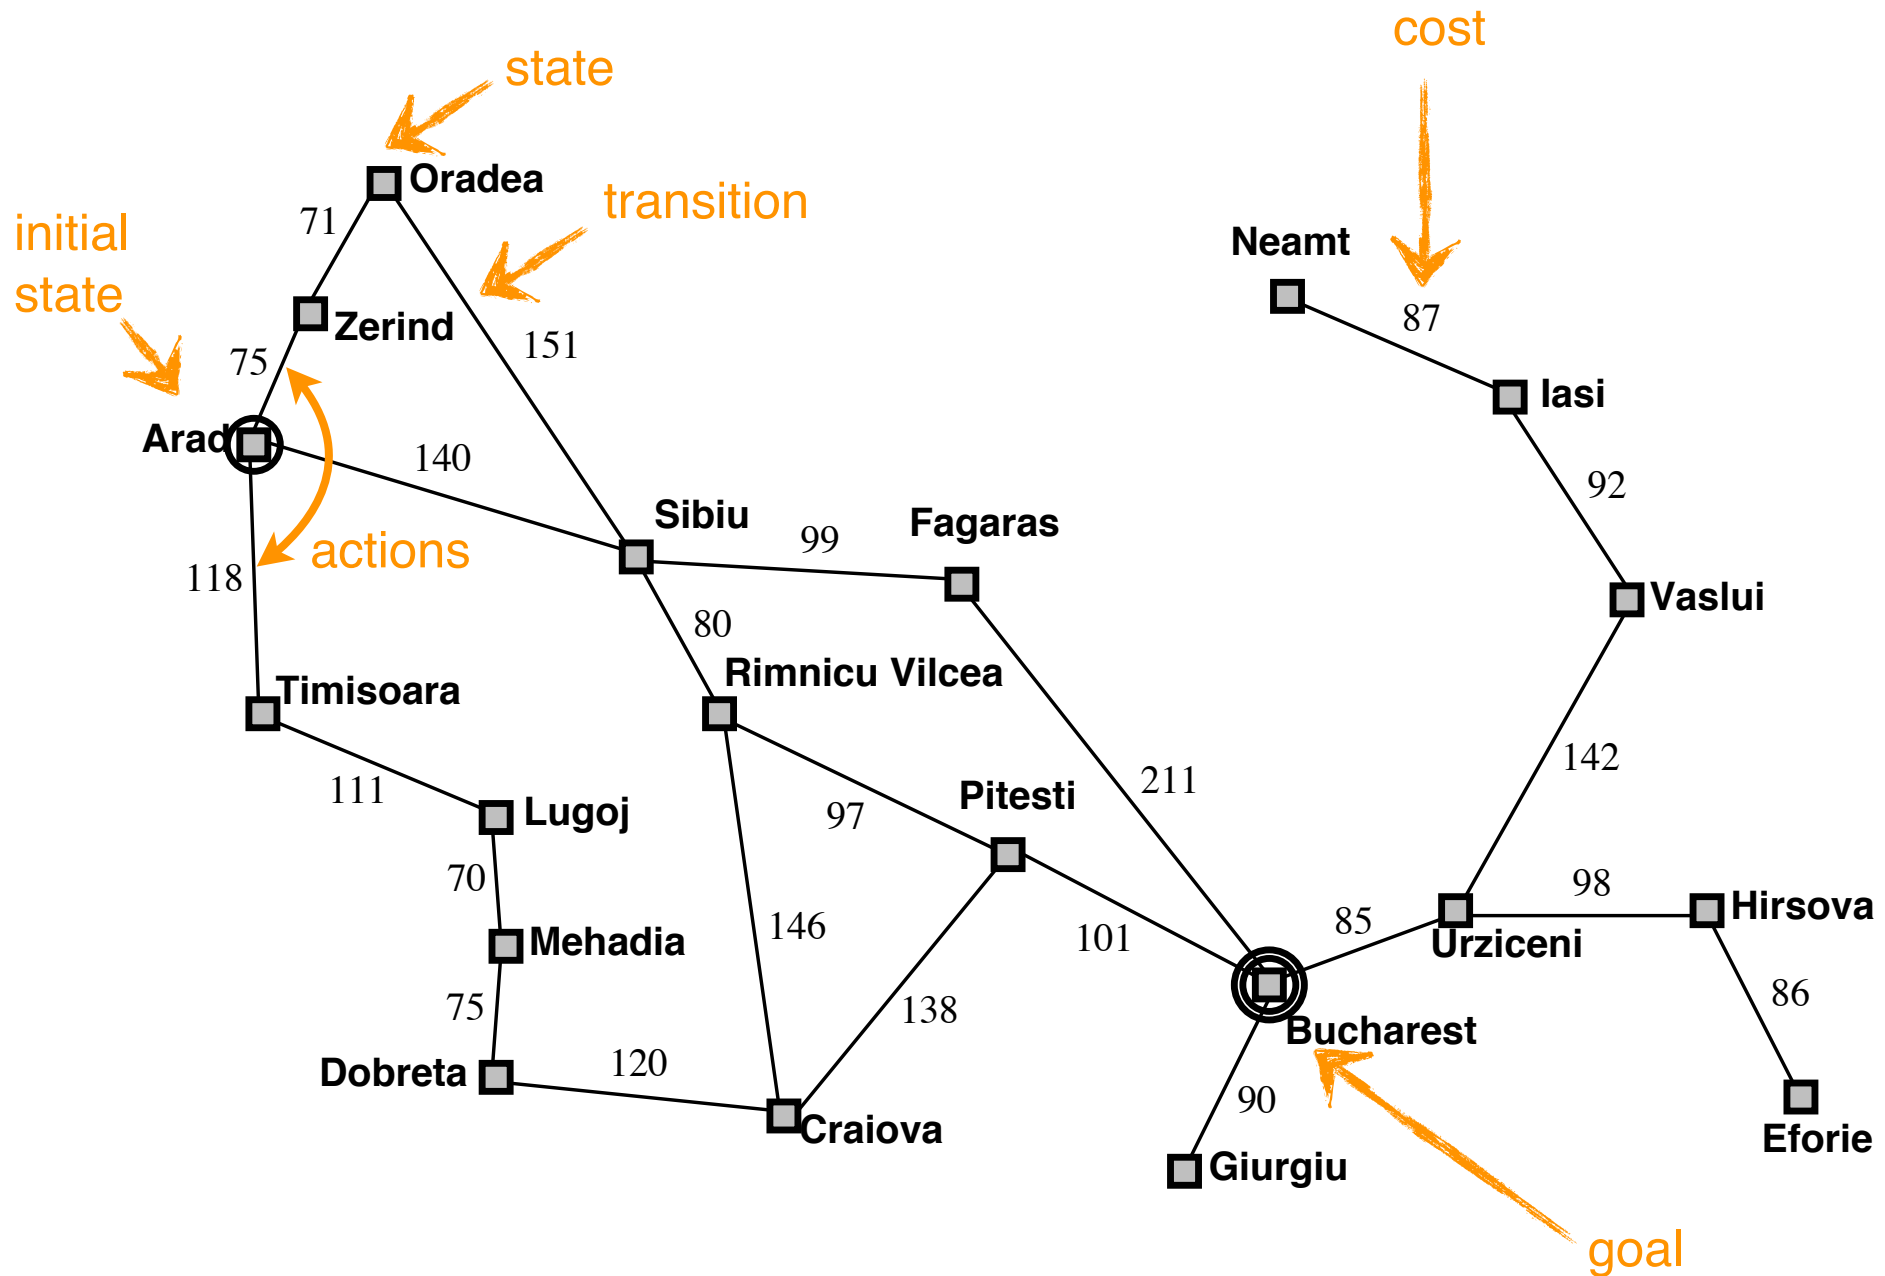 cost
state
Oradea
transition
71
initial
state
Neamt
87
Zerind
151
75
Iasi
Arad
140
92
Sibiu
99
Fagaras
actions
118
Vaslui
80
Rimnicu Vilcea
Timisoara
142
211
111
Pitesti
97
Lugoj
70
98
Hirsova
146
85
101
Urziceni
Mehadia
86
75
138
Bucharest
Dobreta
120
90
Craiova
Eforie
Giurgiu
goal